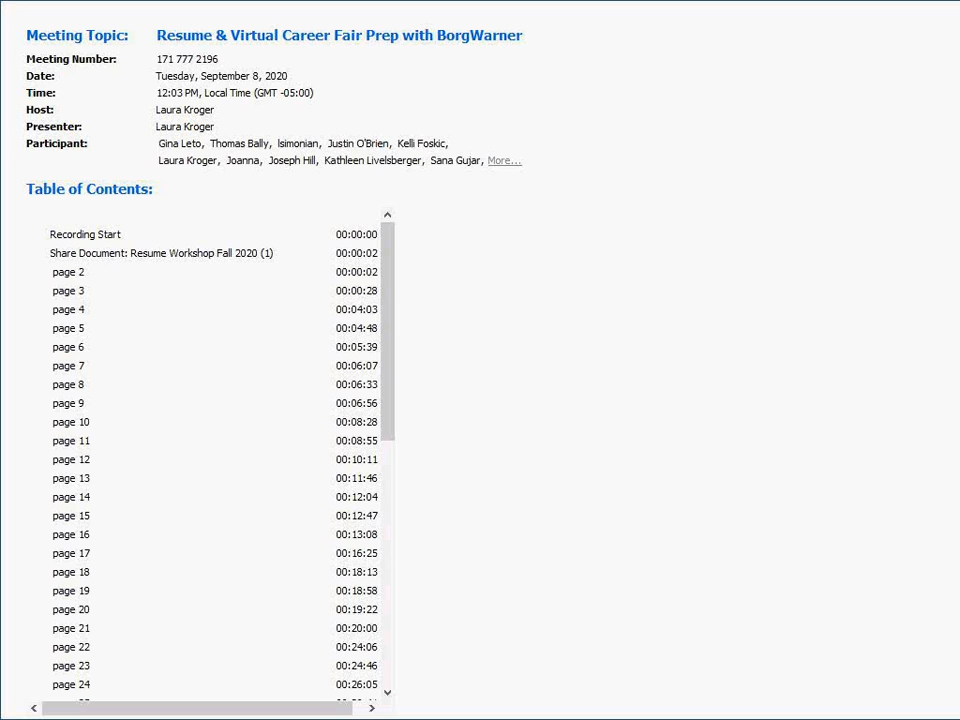 Meeting Topic: Resume & Virtual Career Fair Prep with BorgWarner
Meeting Number: 171 777 2196
Date: Tuesday, September 8, 2020
Time: 12:03 PM, Local Time (GMT -05:00)
Host: Laura Kroger
Presenter: Laura Kroger
Participant: Gina Leto, Thomas Bally, lsimonian, Justin O'Brien, Kelli Foskic,
Laura Kroger, Joanna, Joseph Hill, Kathleen Livelsberger, Sana Gujar, More...
Table of Contents:
Recording Start 00:00:00
Share Document: Resume Workshop Fall 2020 (1) 00:00:02
page 2 00:00:02
page 3 00:00:28
page 4 00:04:03
page 5 00:04:48
page 6 00:05:39
page 7 00:06:07
page 8 00:06:33
page 9 00:06:56
page 10 00:08:28
page 11 00:08:55
page 12 00:10:11
page 13 00:11:46
page 14 00:12:04
page 15 00:12:47
page 16 00:13:08
page 17 00:16:25
page 18 00:18:13
page 19 00:18:58
page 20 00:19:22
page 21 00:20:00
page 22 00:24:06
page 23 00:24:46
page 24 00:26:05